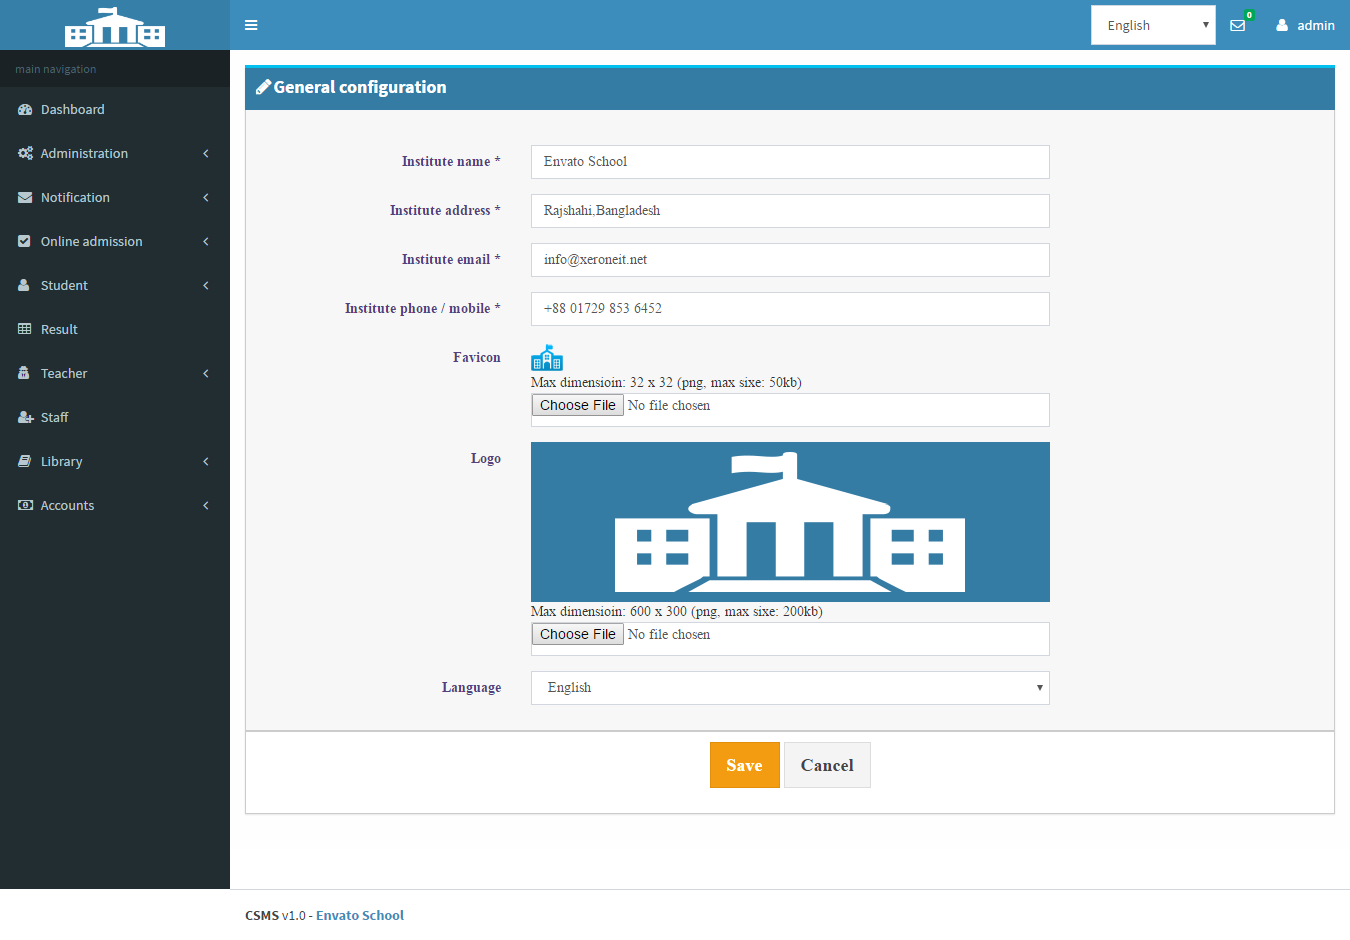 English
0
admin
main navigation
Dashboard
Administration
Notification
Online admission
Student
Result
Teacher
Staff
Library
Accounts
General configuration
Institute name *
Envato School
Institute address *
Rajshahi,Bangladesh
Institute email *
info@xeroneit.net
Institute phone / mobile *
+88 01729 853 6452
Favicon
Max dimensioin: 32 x 32 (png, max sixe: 50kb)
Choose File No file chosen
Logo
Max dimensioin: 600 x 300 (png, max sixe: 200kb)
Choose File No file chosen
Language
English
Save
Cancel
CSMS v1.0 - Envato School